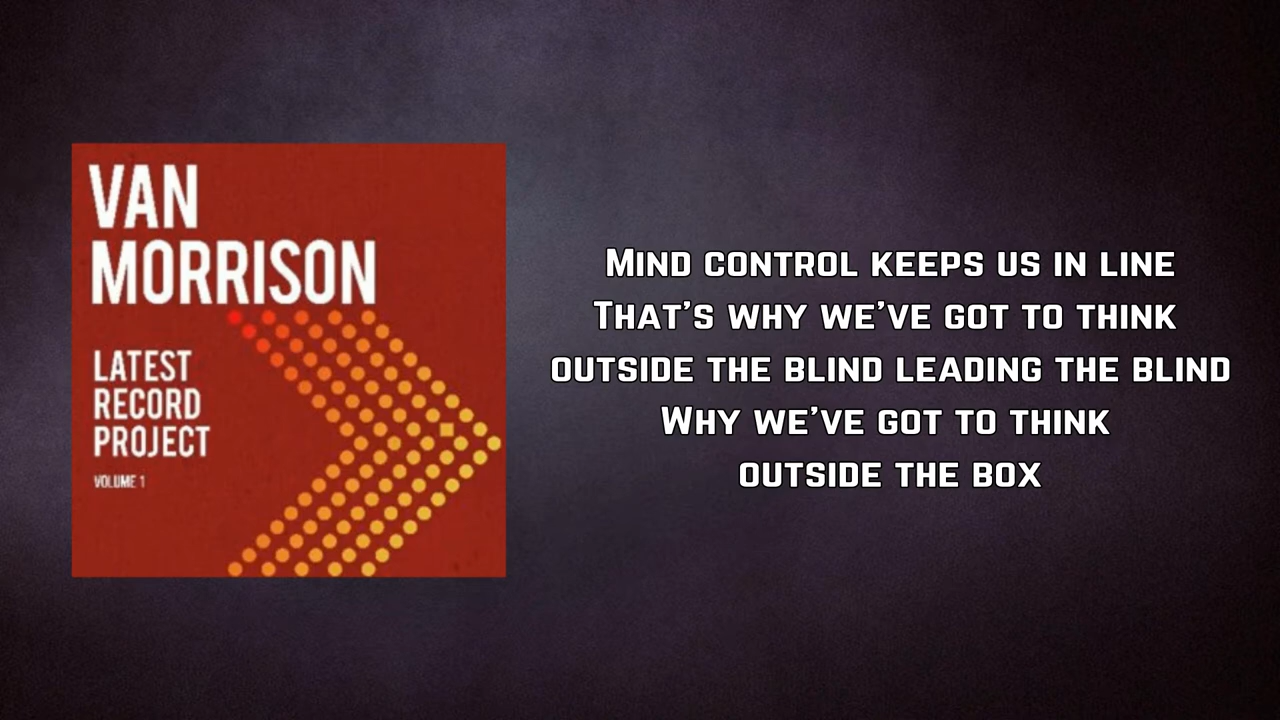 VAN
MORRISON
LATEST
RECORD
PROJECT
VOLUME 1
Mind control keeps us in line
That's why we've got to think
outside the blind leading the blind
Why we've got to think
outside the box